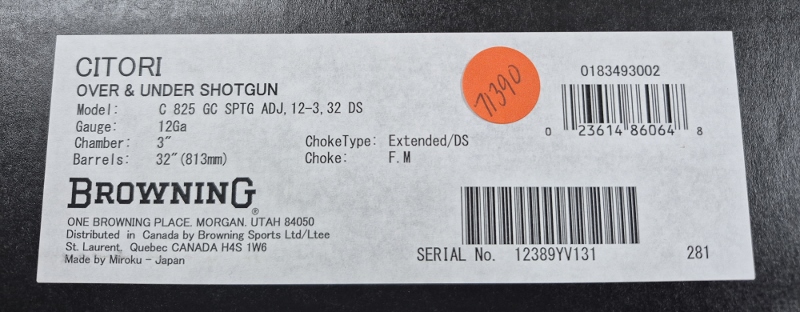 CITORI
OVER & UNDER SHOTGUN
Model: C 825 GC SPTG ADJ,12-3,32 DS
Gauge: 12Ga
Chamber: 3" ChokeType: Extended/DS
Barrels: 32"(813mm) Choke: F.M
BROWNING®
ONE BROWNING PLACE. MORGAN. UTAH 84050
Distributed in Canada by Browning Sports Ltd/Ltee
St. Laurent, Quebec CANADA H4S 1W6
Made by Miroku - Japan
71390
0183493002
0 23614 86064 8
SERIAL No. 12389YV131
281